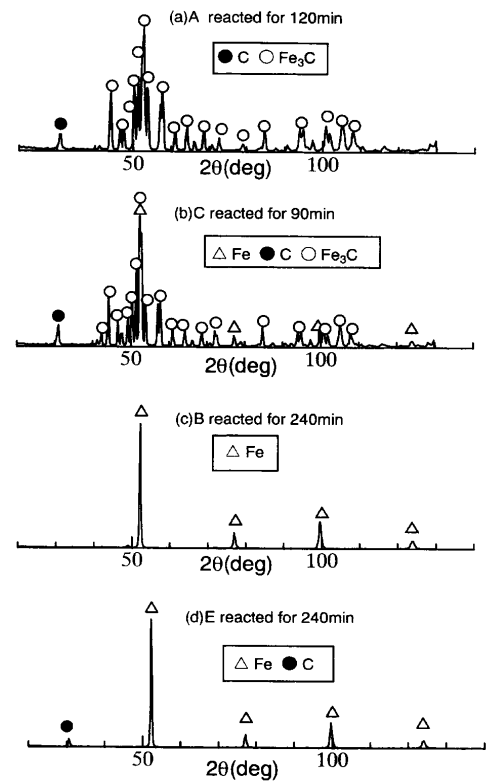 (a)A reacted for 120min
● C ○ Fe₃C
50 100
2θ(deg)
(b)C reacted for 90min
△ Fe ● C ○ Fe₃C
50 100
2θ(deg)
(c)B reacted for 240min
△ Fe
50 100
2θ(deg)
(d)E reacted for 240min
△ Fe ● C
50 100
2θ(deg)